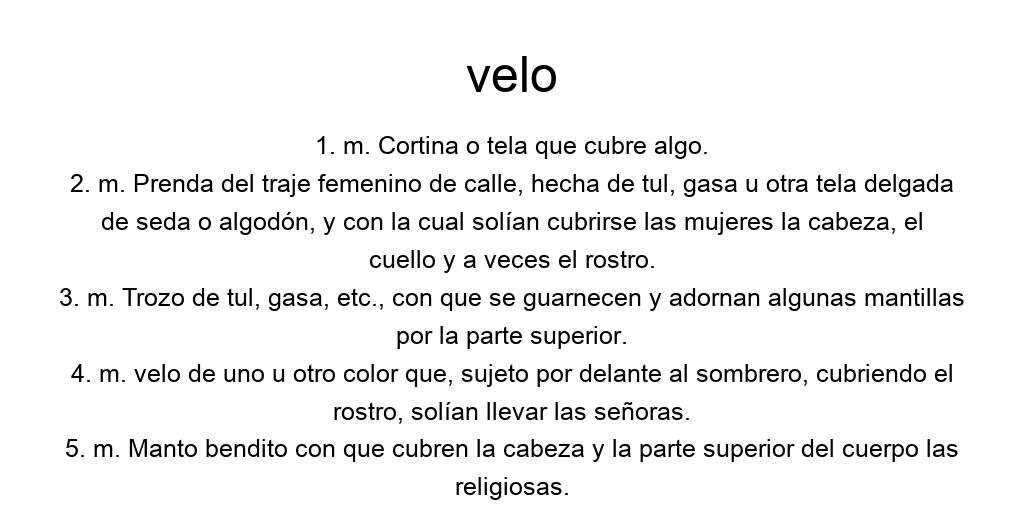 velo
1. m. Cortina o tela que cubre algo.
2. m. Prenda del traje femenino de calle, hecha de tul, gasa u otra tela delgada
de seda o algodón, y con la cual solían cubrirse las mujeres la cabeza, el
cuello y a veces el rostro.
3. m. Trozo de tul, gasa, etc., con que se guarnecen y adornan algunas mantillas
por la parte superior.
4. m. velo de uno u otro color que, sujeto por delante al sombrero, cubriendo el
rostro, solían llevar las señoras.
5. m. Manto bendito con que cubren la cabeza y la parte superior del cuerpo las
religiosas.